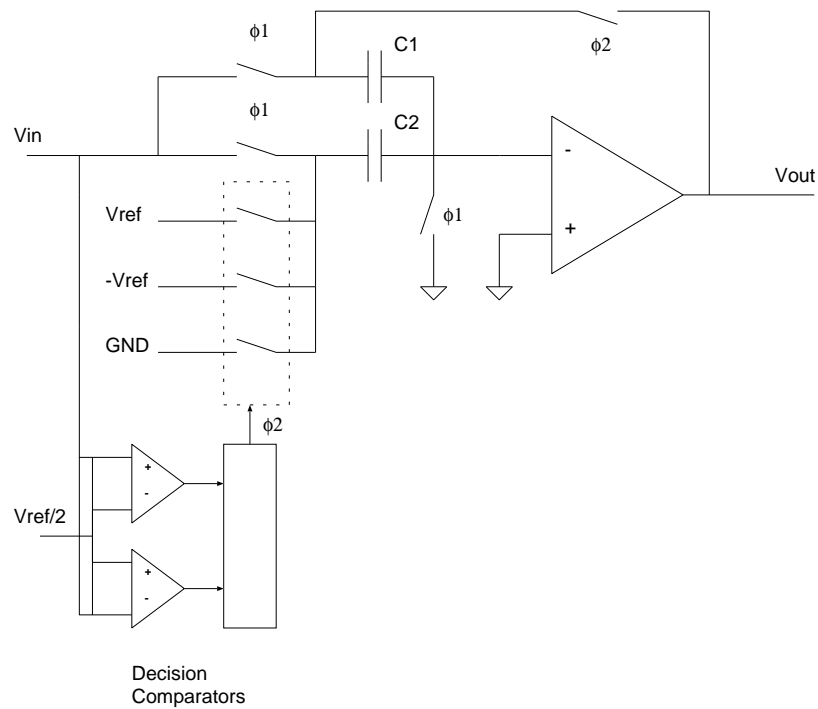 ϕ1
C1
ϕ2
ϕ1
C2
Vin
-
Vout
Vref
ϕ1
+
-Vref
GND
ϕ2
+
-
Vref/2
+
-
Decision
Comparators